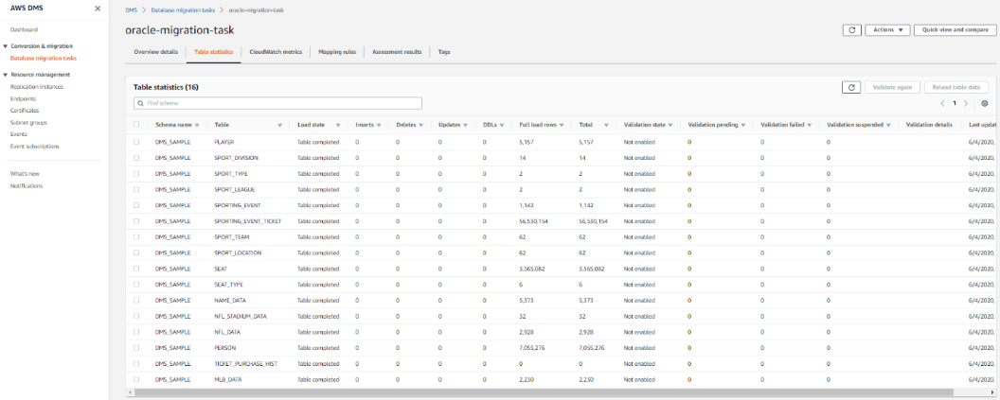 AWS DMS
Dashboard
Conversion & migration
Database migration tasks
Resource management
Replication instances
Endpoints
Certificates
Subnet groups
Events
Event subscriptions
What's new
Notifications
DMS > Database migration tasks > oracle-migration-task
oracle-migration-task
Actions Quick view and compare
Overview details Table statistics CloudWatch metrics Mapping rules Assessment results Tags
Table statistics (16)
Validate again Reload table data
Find schema
1
Schema name Table Load state Inserts Deletes Updates DDLs Full load rows Total Validation state Validation pending Validation failed Validation suspended Validation details Last updat
DMS_SAMPLE PLAYER Table completed 0 0 0 0 5,157 5,157 Not enabled 0 0 0 6/4/2020,
DMS_SAMPLE SPORT_DIVISION Table completed 0 0 0 0 14 14 Not enabled 0 0 0 6/4/2020,
DMS_SAMPLE SPORT_TYPE Table completed 0 0 0 0 2 2 Not enabled 0 0 0 6/4/2020,
DMS_SAMPLE SPORT_LEAGUE Table completed 0 0 0 0 2 2 Not enabled 0 0 0 6/4/2020,
DMS_SAMPLE SPORTING_EVENT Table completed 0 0 0 0 1,142 1,142 Not enabled 0 0 0 6/4/2020,
DMS_SAMPLE SPORTING_EVENT_TICKET Table completed 0 0 0 0 56,530,154 56,530,154 Not enabled 0 0 0 6/4/2020,
DMS_SAMPLE SPORT_TEAM Table completed 0 0 0 0 62 62 Not enabled 0 0 0 6/4/2020,
DMS_SAMPLE SPORT_LOCATION Table completed 0 0 0 0 62 62 Not enabled 0 0 0 6/4/2020,
DMS_SAMPLE SEAT Table completed 0 0 0 0 3,565,082 3,565,082 Not enabled 0 0 0 6/4/2020,
DMS_SAMPLE SEAT_TYPE Table completed 0 0 0 0 6 6 Not enabled 0 0 0 6/4/2020,
DMS_SAMPLE NAME_DATA Table completed 0 0 0 0 5,373 5,373 Not enabled 0 0 0 6/4/2020,
DMS_SAMPLE NFL_STADIUM_DATA Table completed 0 0 0 0 32 32 Not enabled 0 0 0 6/4/2020,
DMS_SAMPLE NFL_DATA Table completed 0 0 0 0 2,928 2,928 Not enabled 0 0 0 6/4/2020,
DMS_SAMPLE PERSON Table completed 0 0 0 0 7,055,276 7,055,276 Not enabled 0 0 0 6/4/2020,
DMS_SAMPLE TICKET_PURCHASE_HIST Table completed 0 0 0 0 0 0 Not enabled 0 0 0 6/4/2020,
DMS_SAMPLE MLB_DATA Table completed 0 0 0 0 2,230 2,230 Not enabled 0 0 0 6/4/2020,